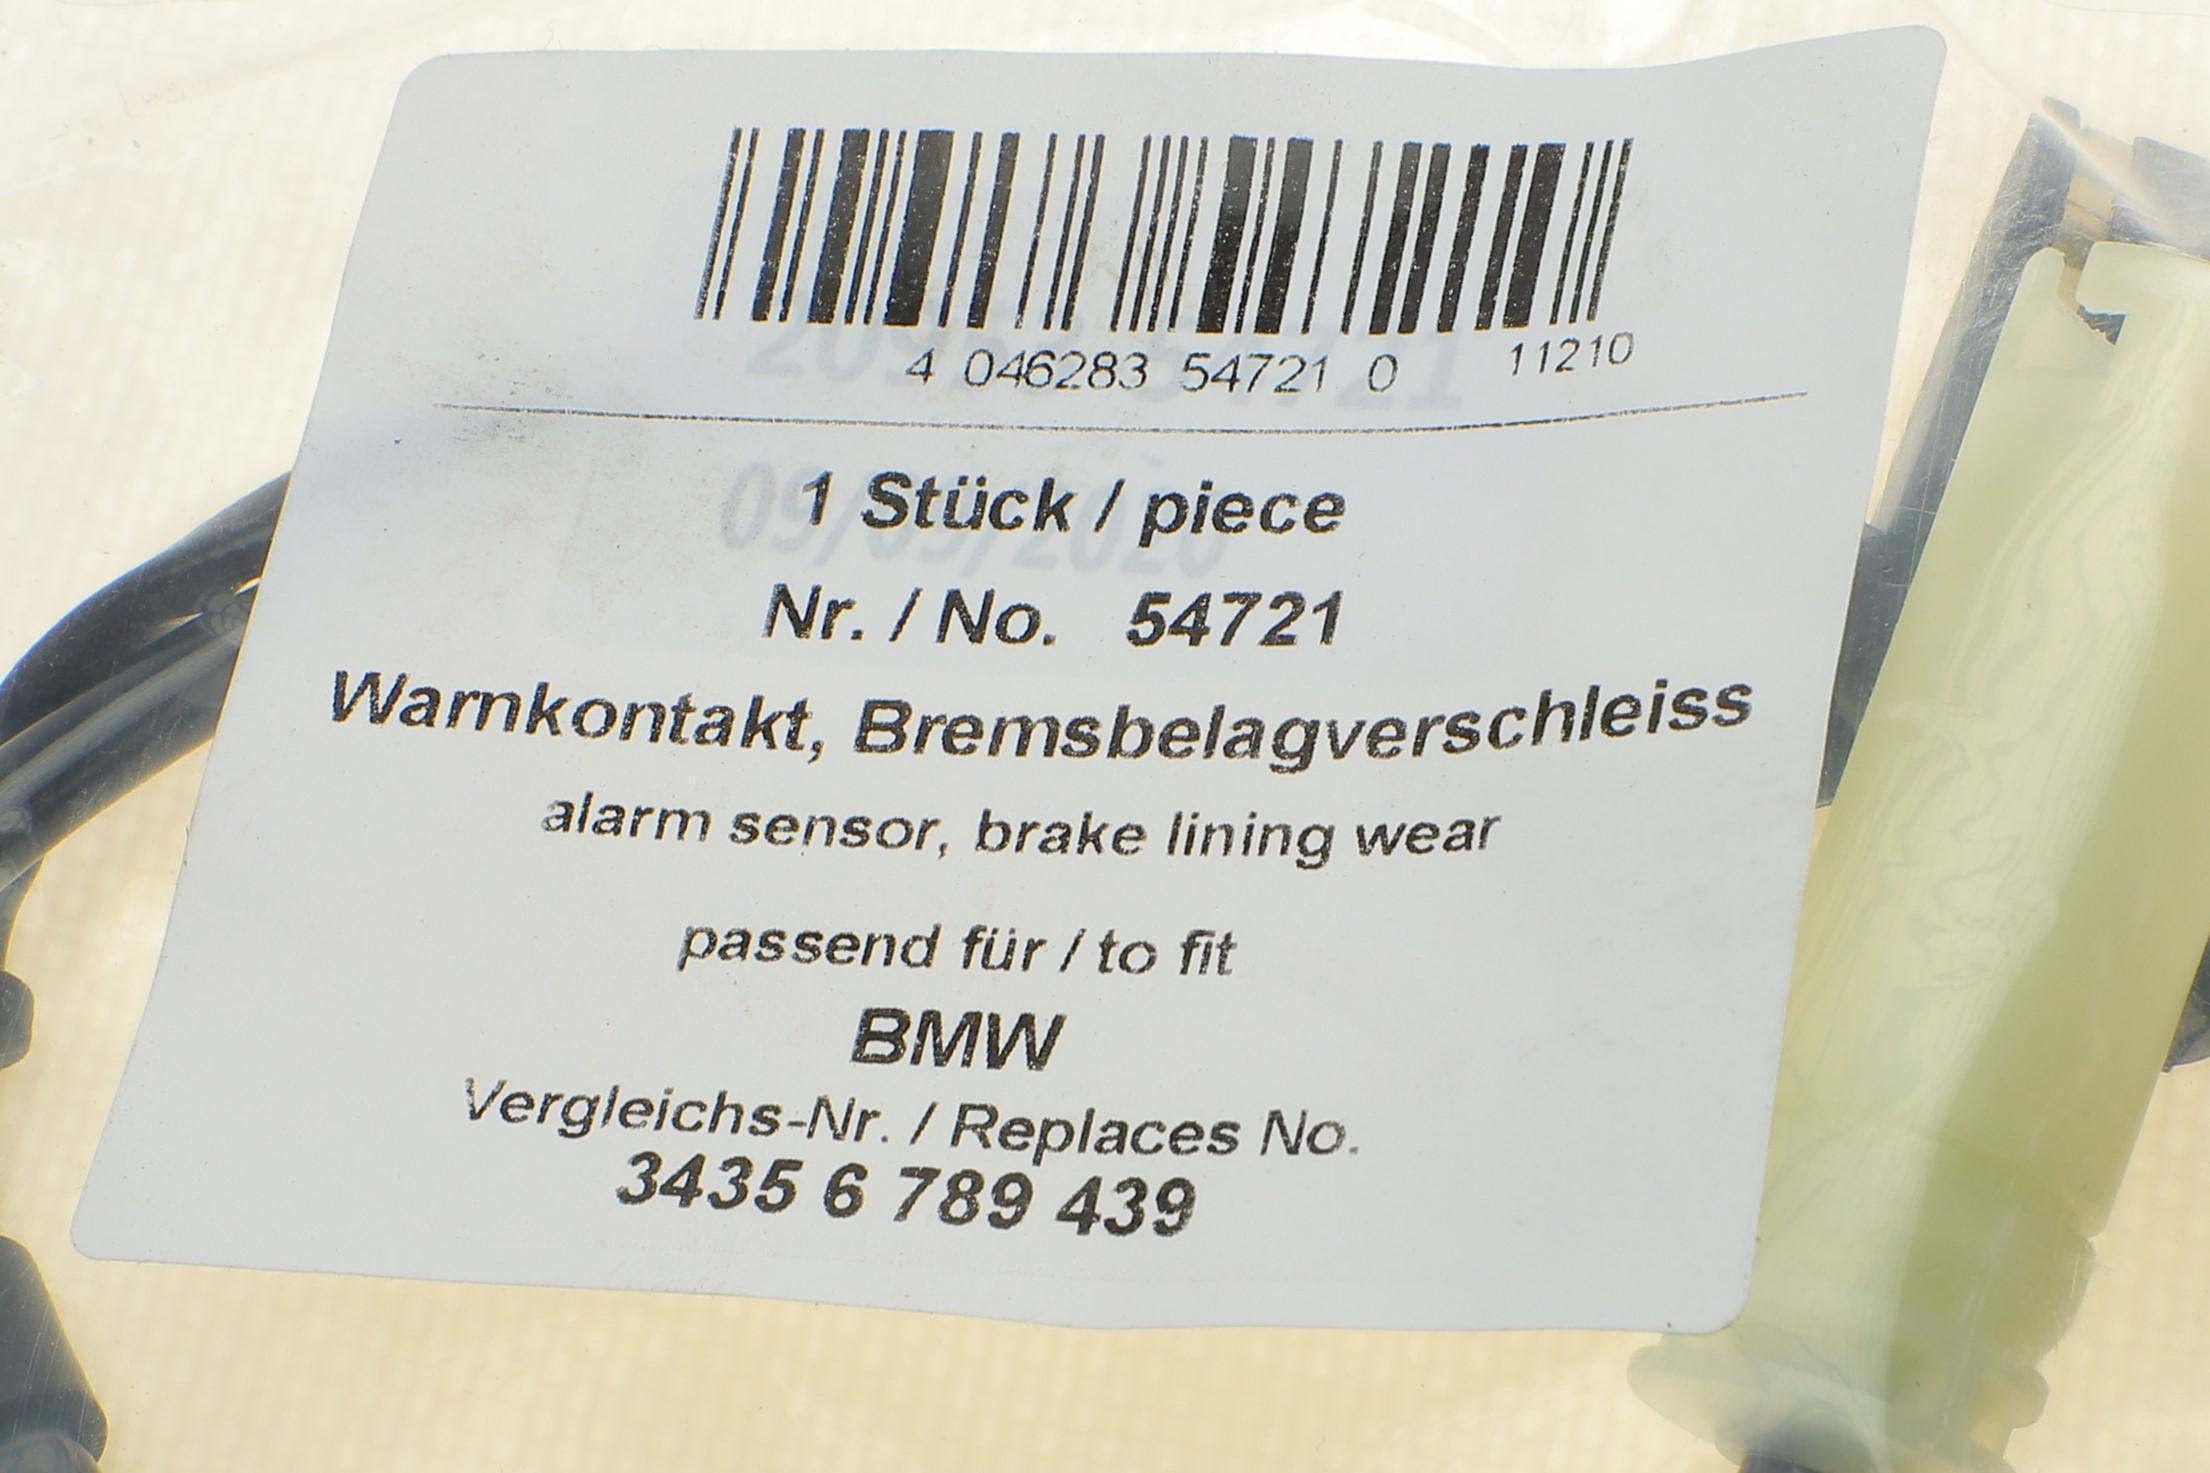 4 046283 54721 0 11210
1 Stück / piece
Nr. / No. 54721
Warnkontakt, Bremsbelagverschleiss
alarm sensor, brake lining wear
passend für / to fit
BMW
Vergleichs-Nr. / Replaces No.
3435 6 789 439